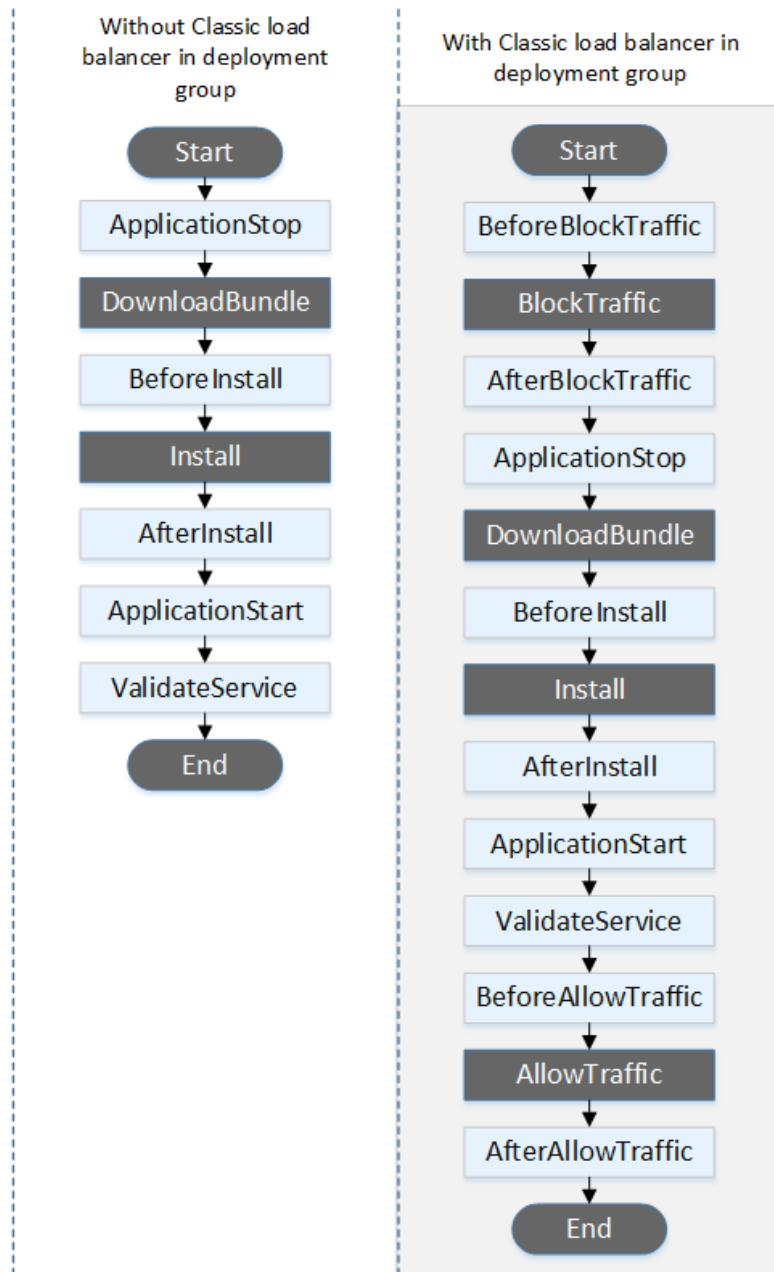 Without Classic load
balancer in deployment
group
Start
ApplicationStop
DownloadBundle
BeforeInstall
Install
AfterInstall
ApplicationStart
ValidateService
End
With Classic load balancer in
deployment group
Start
BeforeBlockTraffic
BlockTraffic
AfterBlockTraffic
ApplicationStop
DownloadBundle
BeforeInstall
Install
AfterInstall
ApplicationStart
ValidateService
BeforeAllowTraffic
AllowTraffic
AfterAllowTraffic
End